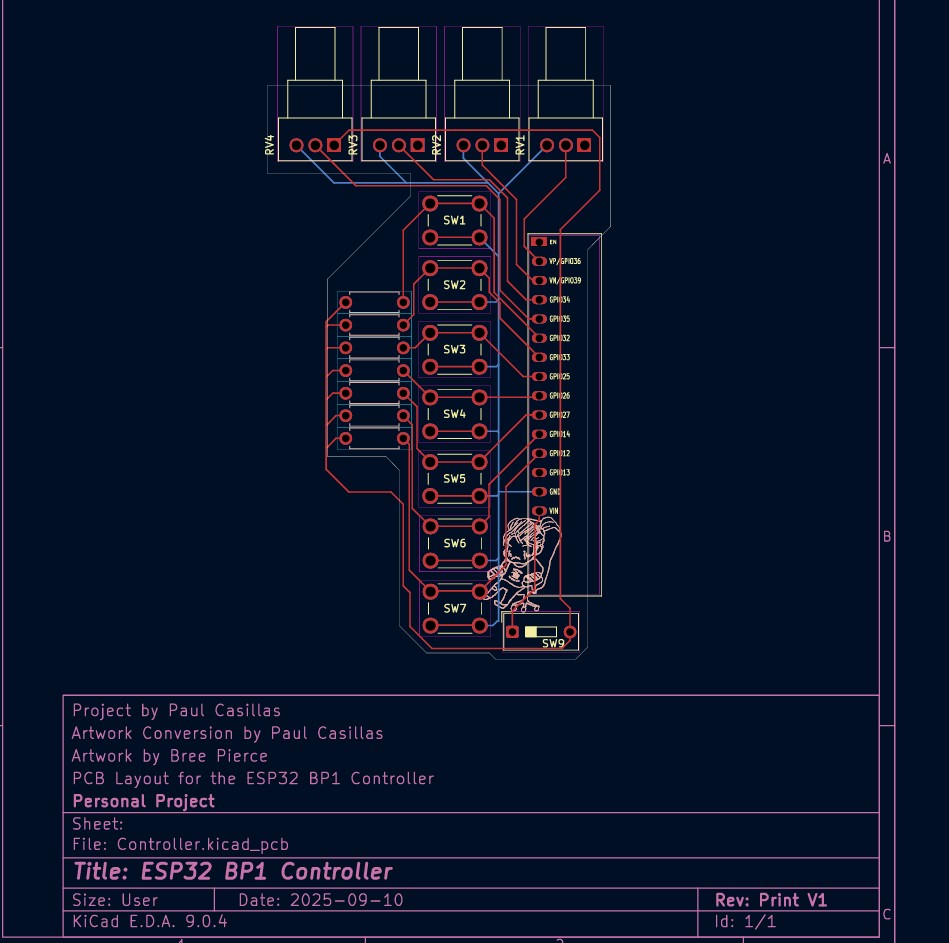 RV4
RV3
RV2
RV1
A
SW1
EN
VP/GPIO36
SW2
VN/GPIO39
GPIO34
GPIO35
GPIO32
SW3
GPIO33
GPIO25
SW4
GPIO26
GPIO27
GPIO14
SW5
GPIO12
GPIO13
GND
VIN
SW6
B
SW7
SW9
Project by Paul Casillas
Artwork Conversion by Paul Casillas
Artwork by Bree Pierce
PCB Layout for the ESP32 BP1 Controller
Personal Project
Sheet:
File: Controller.kicad_pcb
Title: ESP32 BP1 Controller
Size: User Date: 2025-09-10 Rev: Print V1
KiCad E.D.A. 9.0.4 Id: 1/1
C